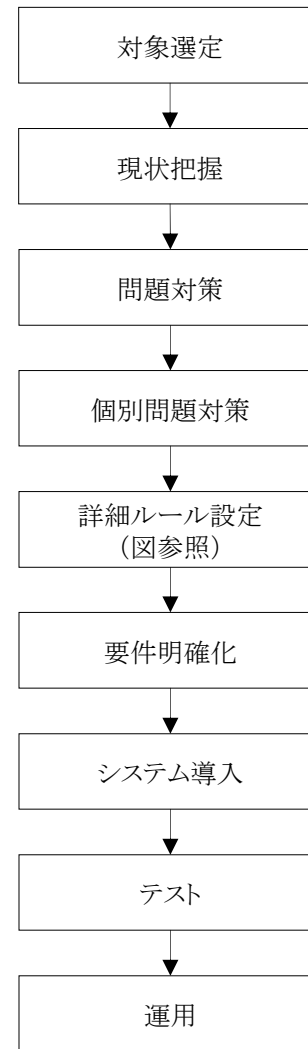 対象選定
現状把握
問題対策
個別問題対策
詳細ルール設定
（図参照）
要件明確化
システム導入
テスト
運用